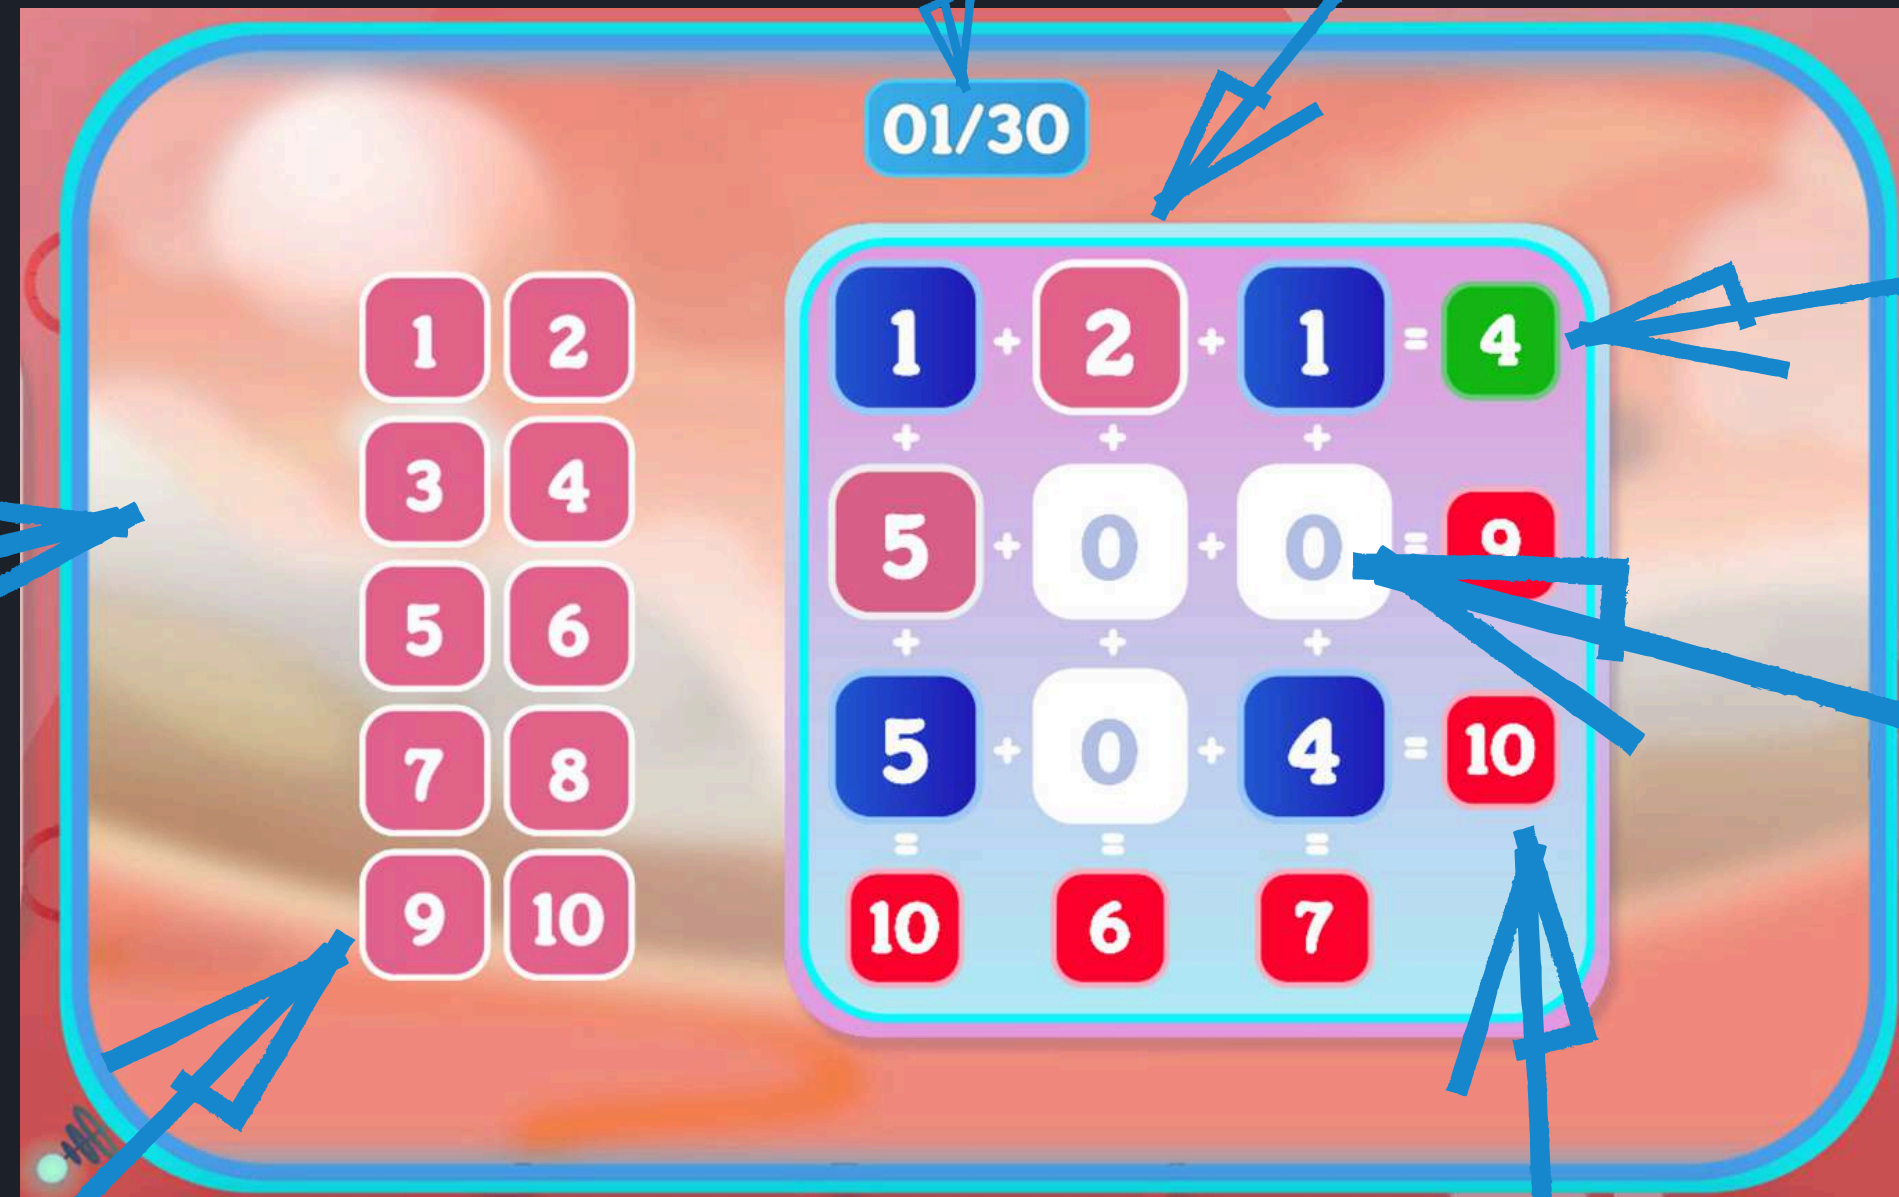 01/30
1 2
3 4
5 6
7 8
9 10
1 + 2 + 1 = 4
+ + +
5 + 0 + 0 = 9
+ + +
5 + 0 + 4 = 10
= = =
10 6 7